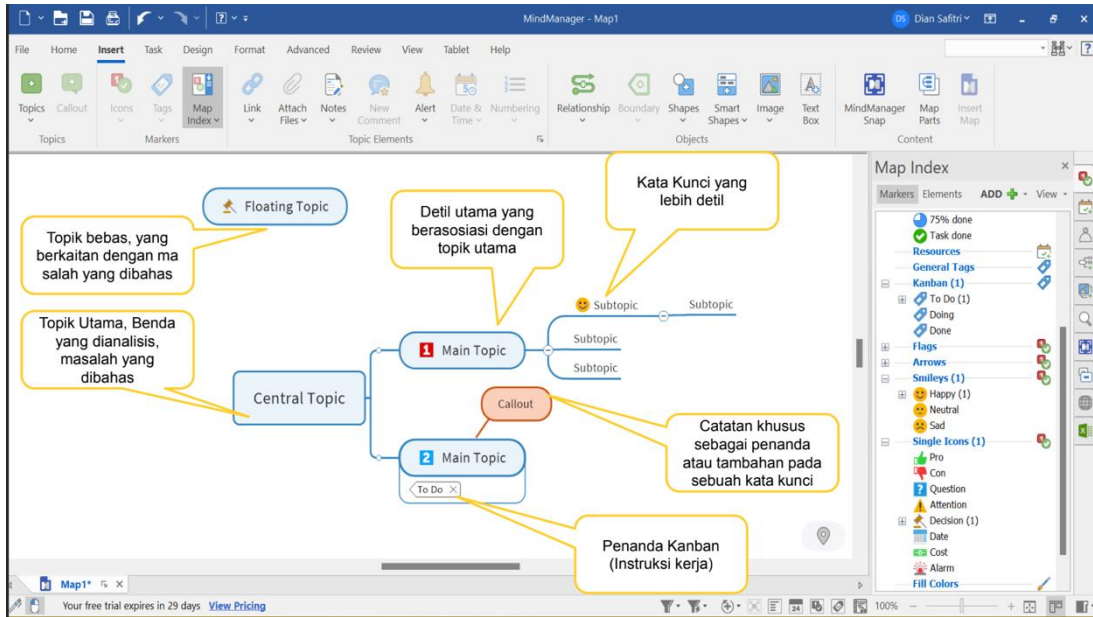 MindManager - Map1
DS Dian Safitri
File Home Insert Task Design Format Advanced Review View Tablet Help
Topics Callout Icons Tags Map Index Link Attach Files Notes New Comment Alert Date & Time Numbering Relationship Boundary Shapes Smart Shapes Image Text Box MindManager Snap Map Parts Insert Map
Topics Markers Topic Elements Objects Content
Floating Topic
Topik bebas, yang
berkaitan dengan ma
salah yang dibahas
Detil utama yang
berasosiasi dengan
topik utama
Kata Kunci yang
lebih detil
Topik Utama, Benda
yang dianalisis,
masalah yang
dibahas
Central Topic
1 Main Topic
Subtopic Subtopic
Subtopic
Subtopic
Callout
2 Main Topic
To Do
Catatan khusus
sebagai penanda
atau tambahan pada
sebuah kata kunci
Penanda Kanban
(Instruksi kerja)
Map Index
Markers Elements ADD View
75% done
Task done
Resources
General Tags
Kanban (1)
To Do (1)
Doing
Done
Flags
Arrows
Smileys (1)
Happy (1)
Neutral
Sad
Single Icons (1)
Pro
Con
Question
Attention
Decision (1)
Date
Cost
Alarm
Fill Colors
Map1*
Your free trial expires in 29 days View Pricing
24
100%